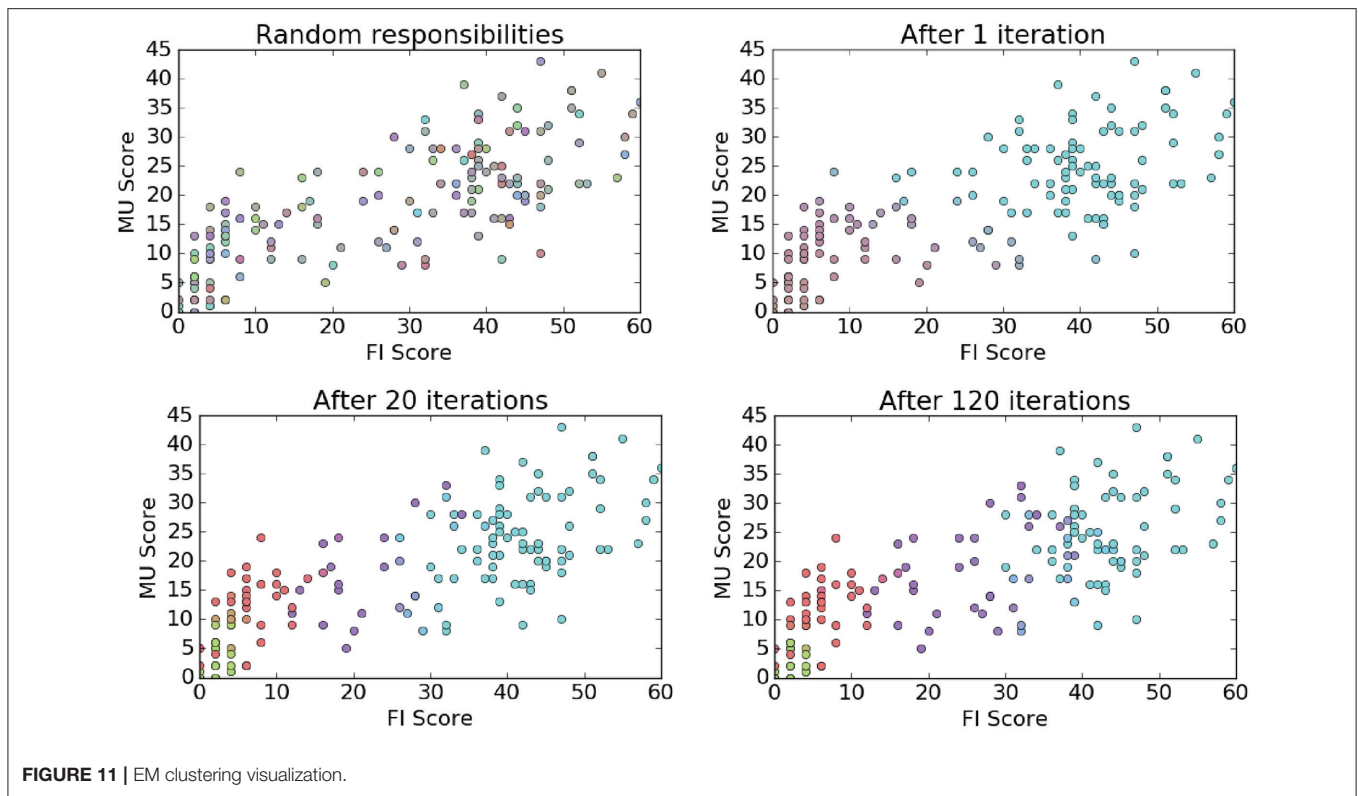 Random responsibilities
45
40
35
30
25
20
15
10
5
0
MU Score
0 10 20 30 40 50 60
FI Score
After 1 iteration
45
40
35
30
25
20
15
10
5
0
MU Score
0 10 20 30 40 50 60
FI Score
After 20 iterations
45
40
35
30
25
20
15
10
5
0
MU Score
0 10 20 30 40 50 60
FI Score
After 120 iterations
45
40
35
30
25
20
15
10
5
0
MU Score
0 10 20 30 40 50 60
FI Score
FIGURE 11 | EM clustering visualization.